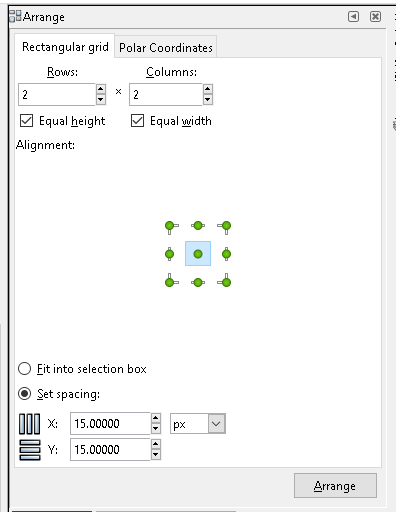 Arrange
Rectangular grid Polar Coordinates
Rows: Columns:
2 × 2
Equal height Equal width
Alignment:
Fit into selection box
Set spacing:
X: 15.00000 px
Y: 15.00000
Arrange